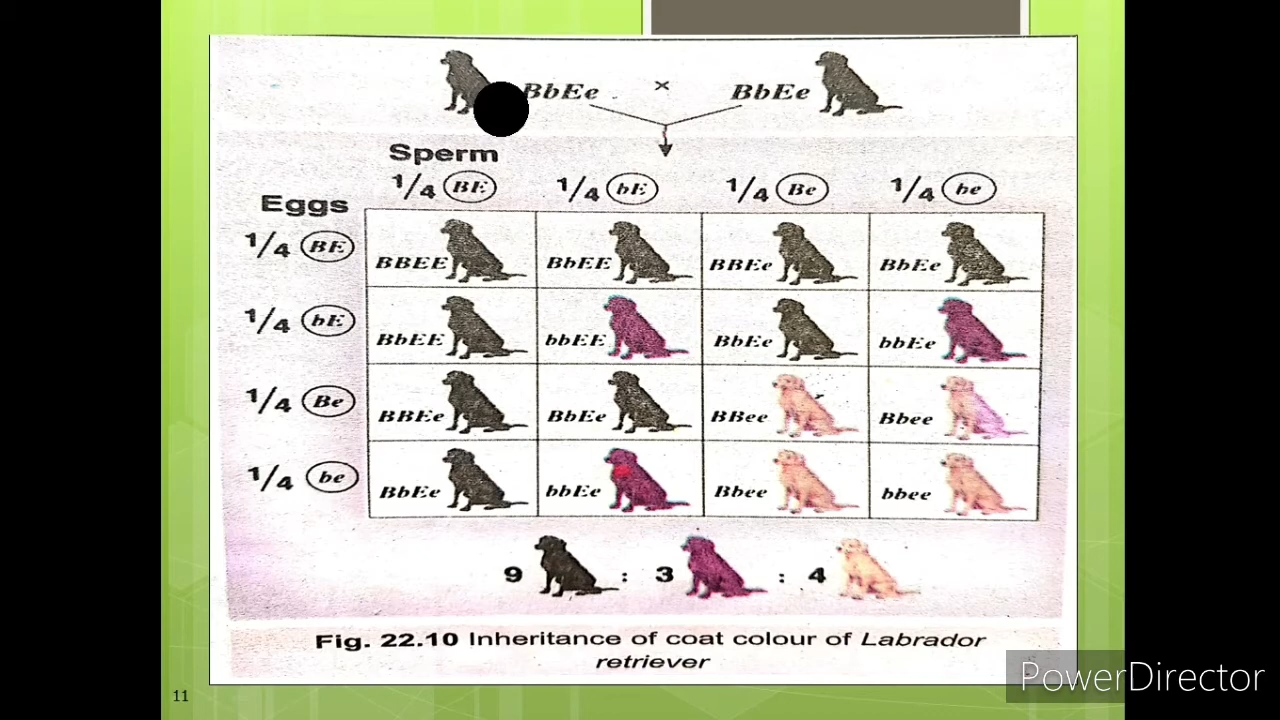 BbEe × BbEe
Sperm
1/4 BE 1/4 bE 1/4 Be 1/4 be
Eggs
1/4 BE BBEE BbEE BBEe BbEe
1/4 bE BbEE bbEE BbEe bbEe
1/4 Be BBEe BbEe BBee Bbee
1/4 be BbEe bbEe Bbee bbee
9 : 3 : 4
Fig. 22.10 Inheritance of coat colour of Labrador
retriever
11
PowerDirector